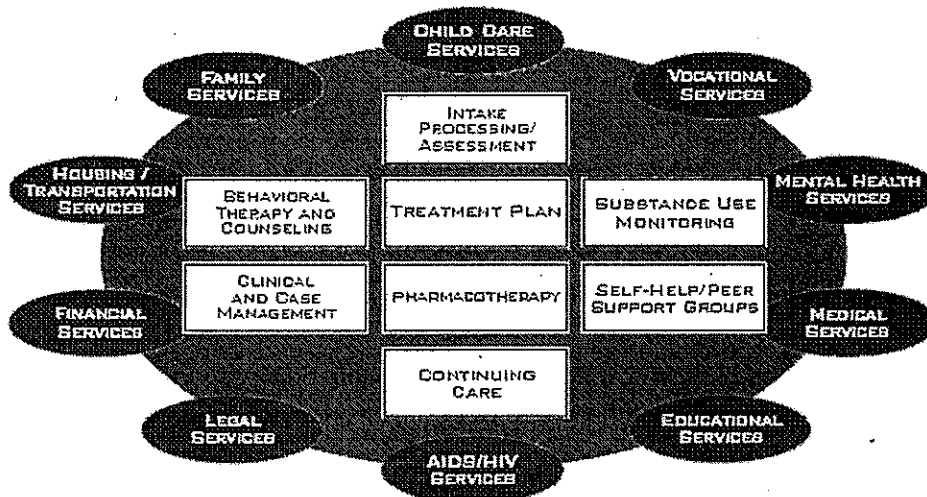 CHILD CARE
SERVICES
FAMILY
SERVICES
VOCATIONAL
SERVICES
INTAKE
PROCESSING/
ASSESSMENT
HOUSING /
TRANSPORTATION
SERVICES
BEHAVIORAL
THERAPY AND
COUNSELING
TREATMENT PLAN
SUBSTANCE USE
MONITORING
MENTAL HEALTH
SERVICES
FINANCIAL
SERVICES
CLINICAL
AND CASE
MANAGEMENT
PHARMACOTHERAPY
SELF-HELP/PEER
SUPPORT GROUPS
MEDICAL
SERVICES
CONTINUING
CARE
LEGAL
SERVICES
AIDS/HIV
SERVICES
EDUCATIONAL
SERVICES